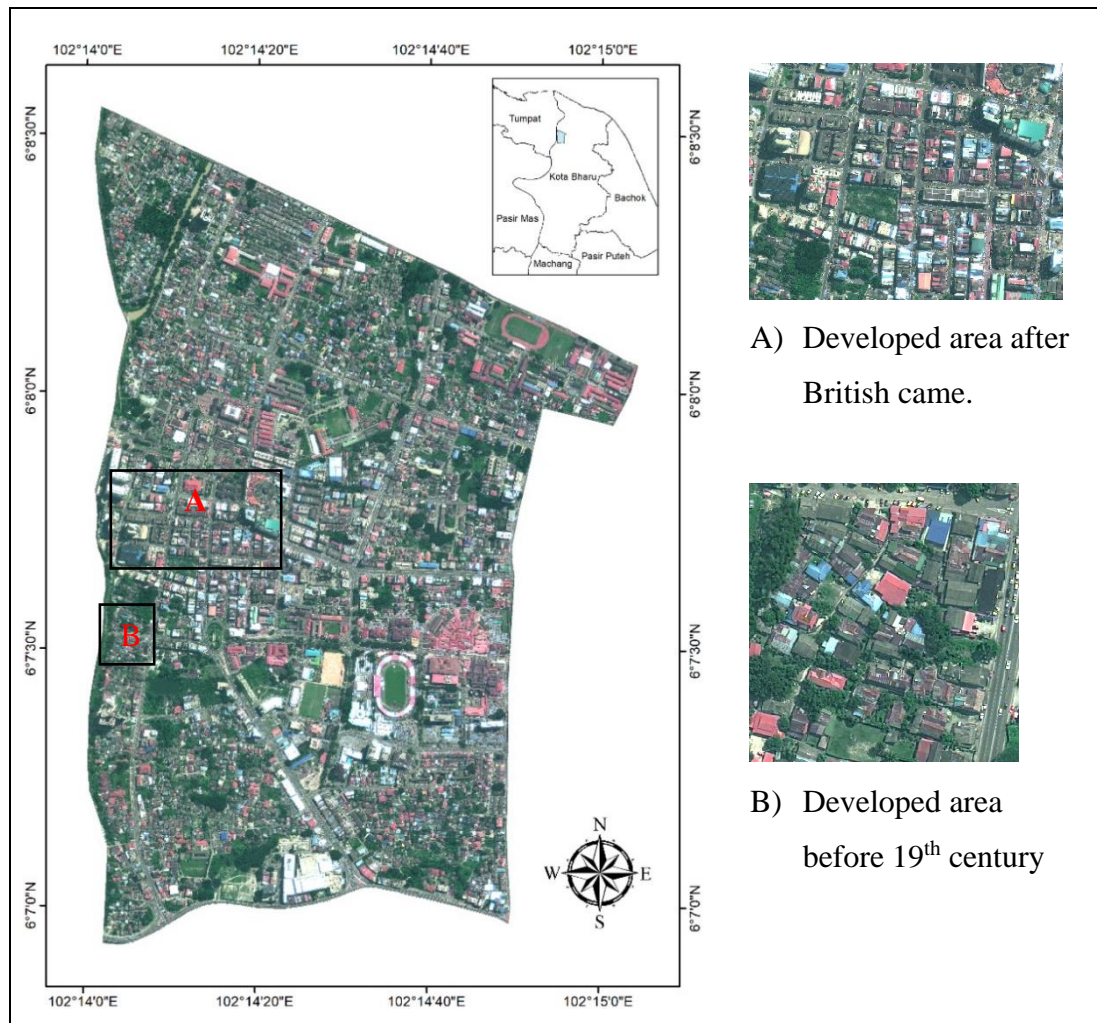 102°14'0"E 102°14'20"E 102°14'40"E 102°15'0"E
6°8'30"N 6°8'30"N
Tumpat
Kota Bharu
Bachok
Pasir Mas
Pasir Puteh
Machang
6°8'0"N 6°8'0"N
A
B
6°7'30"N 6°7'30"N
N
W E
S
6°7'0"N 6°7'0"N
102°14'0"E 102°14'20"E 102°14'40"E 102°15'0"E
A) Developed area after
British came.
B) Developed area
before 19th century